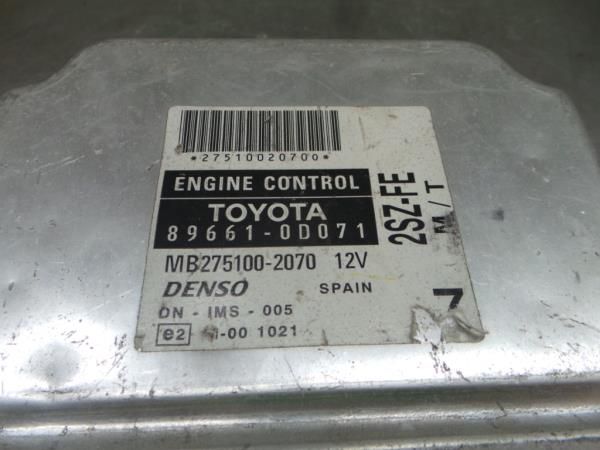 *27510020700*
ENGINE CONTROL
TOYOTA
89661-0D071
MB275100-2070 12V
DENSO SPAIN
DN - IMS - 005
e2 -00 1021
2SZ-FE
M/T
7